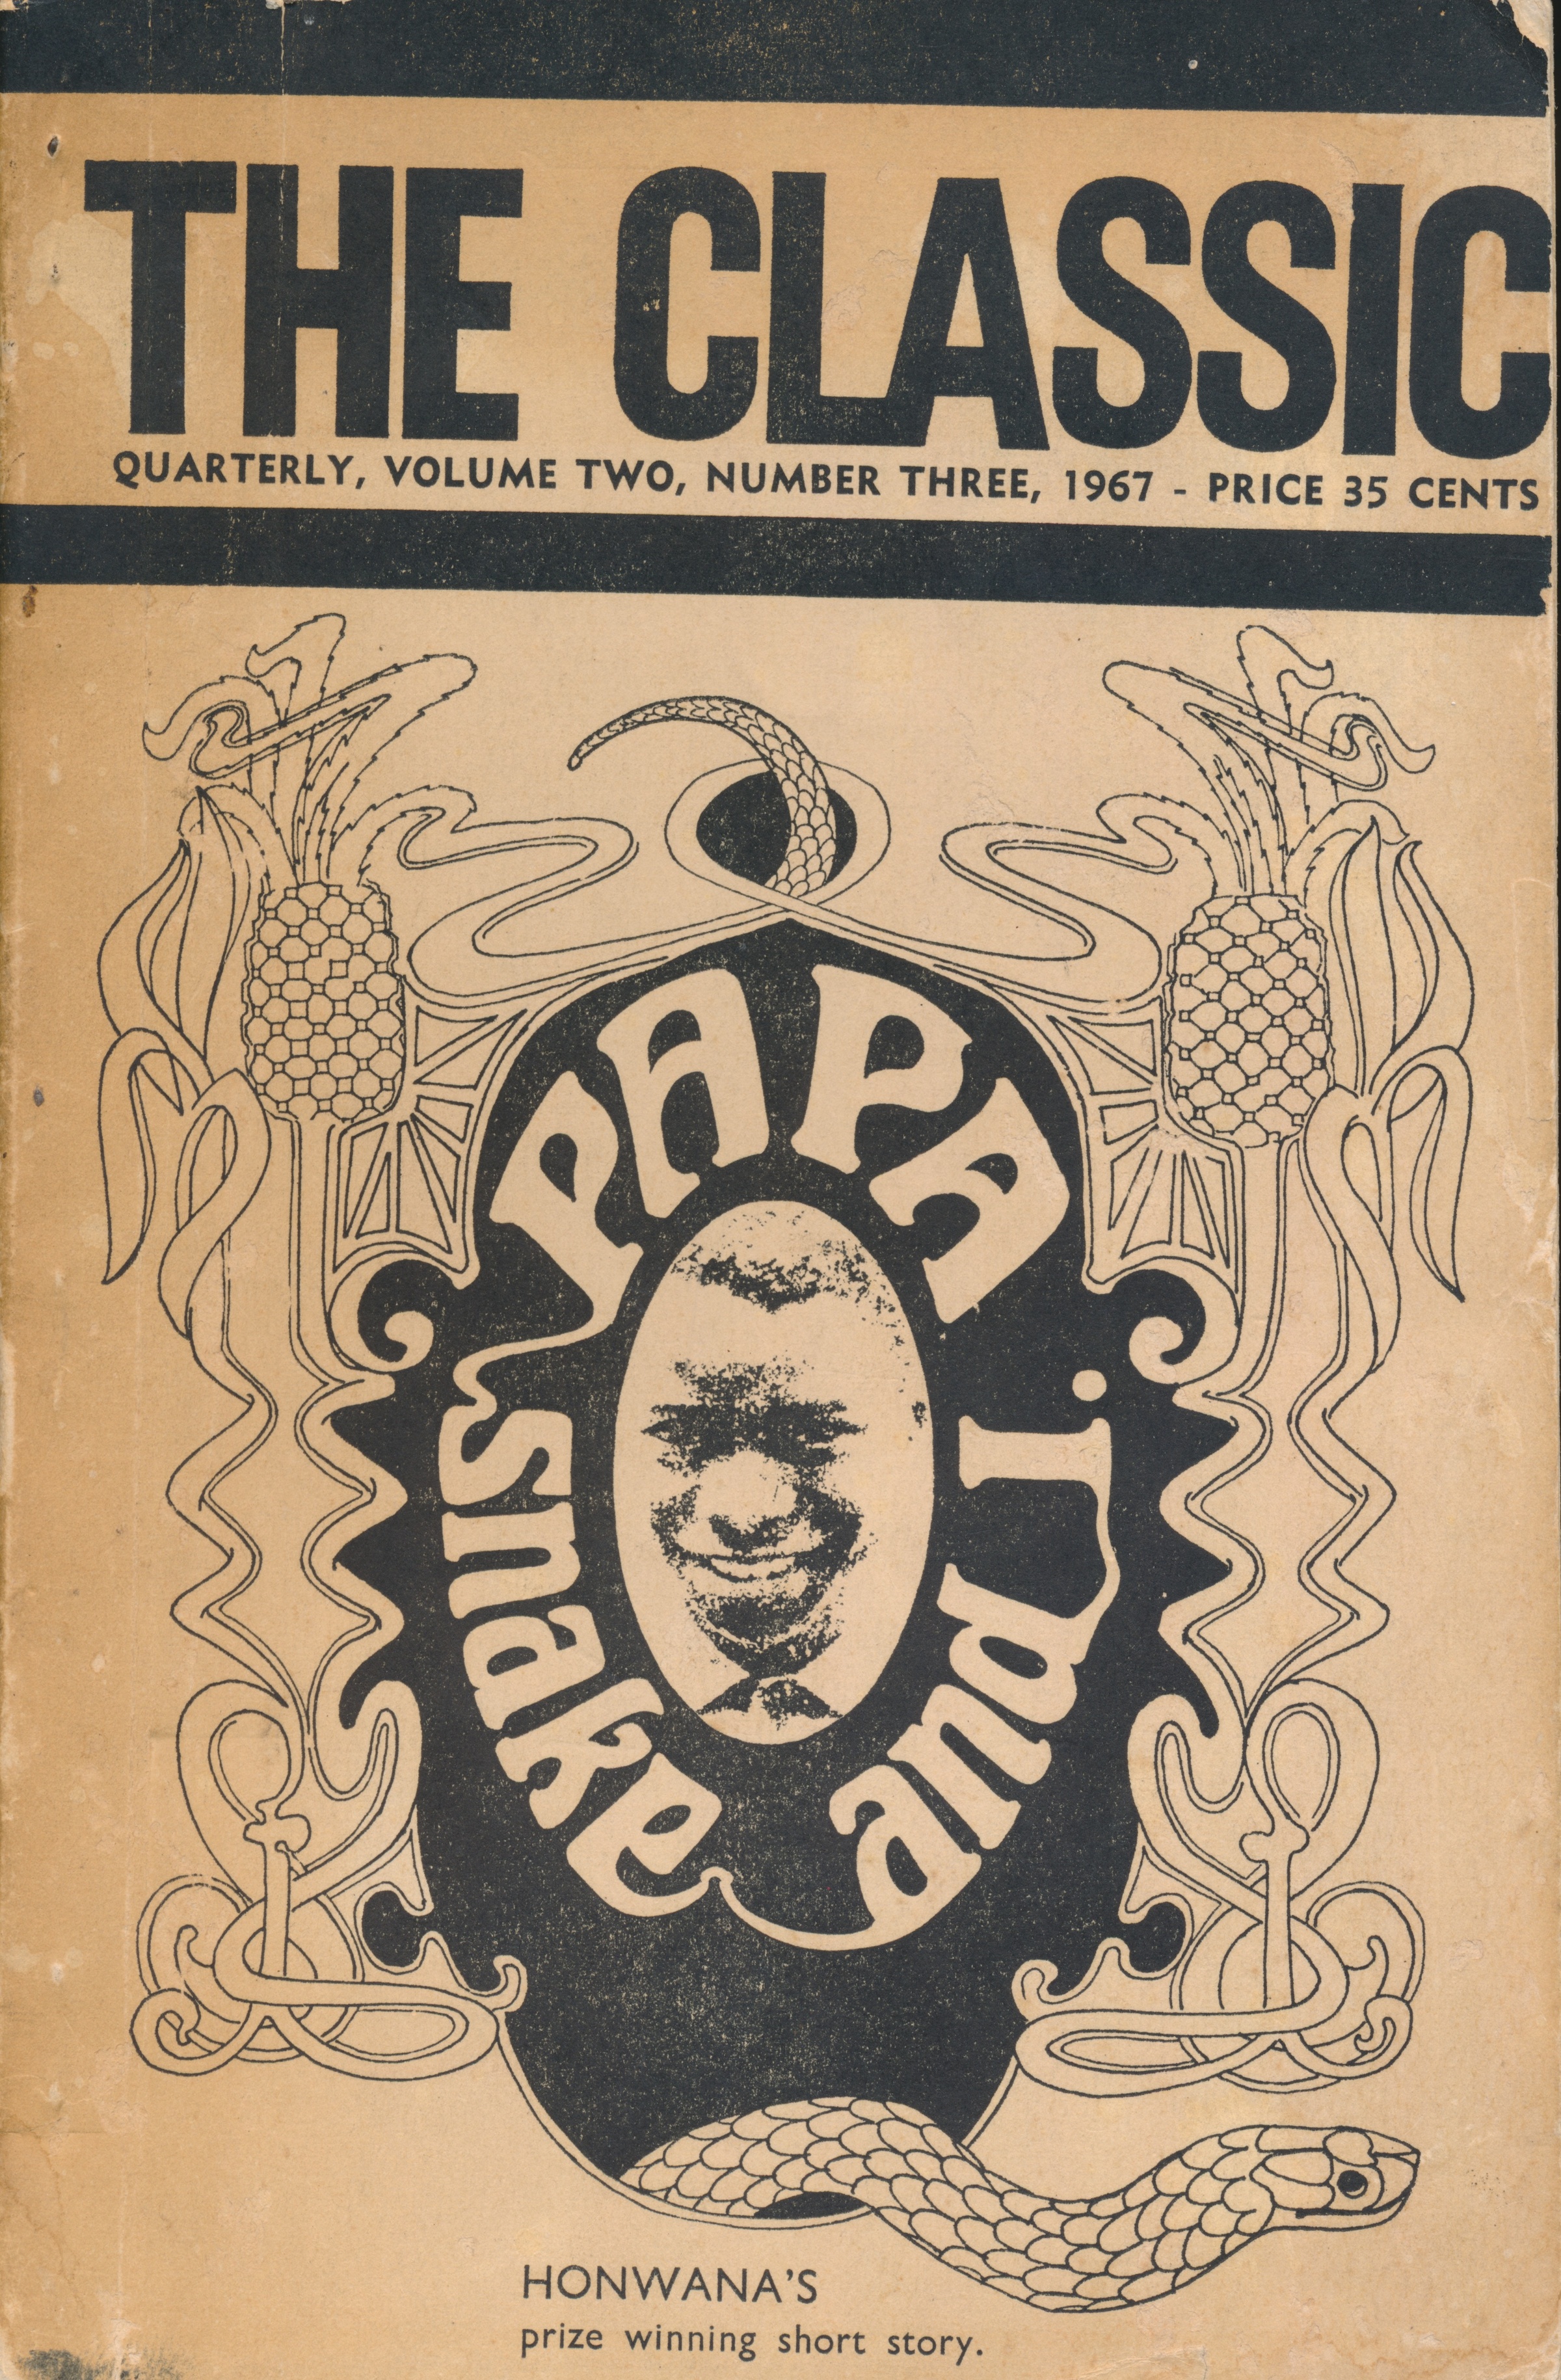 THE CLASSIC
QUARTERLY, VOLUME TWO, NUMBER THREE, 1967 - PRICE 35 CENTS
PAPA
snake
and I
HONWANA'S
prize winning short story.